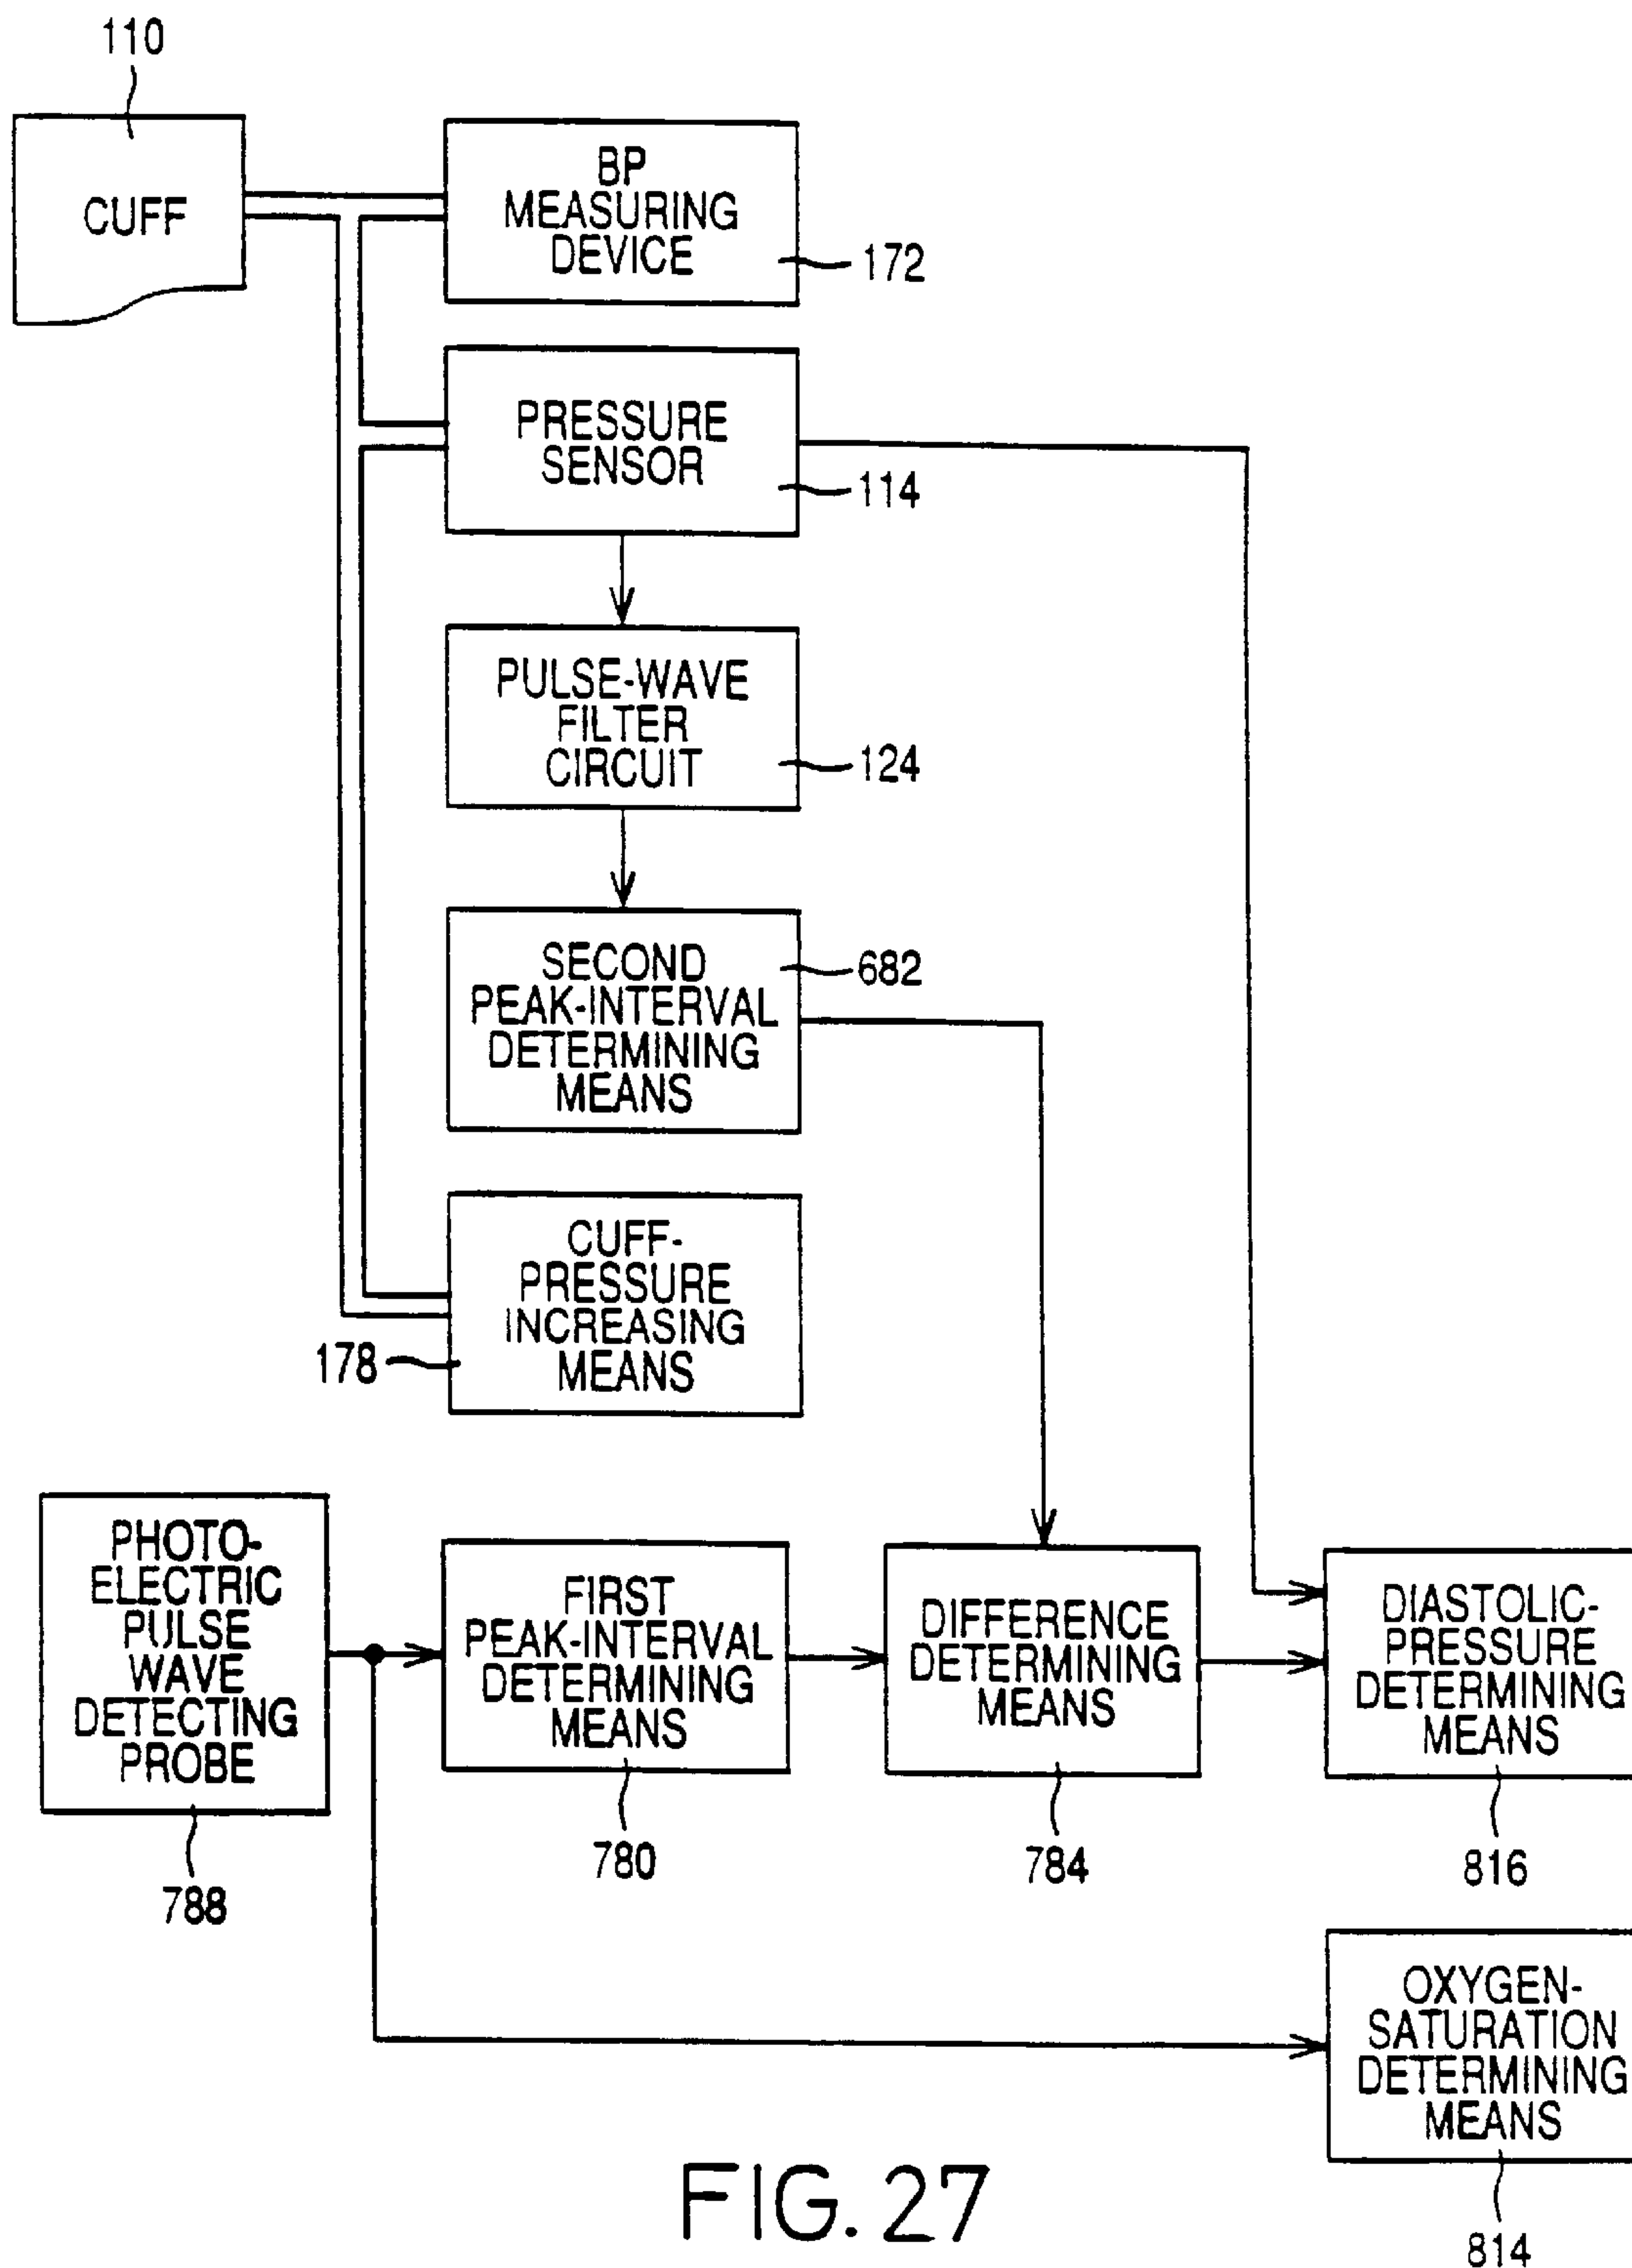 110
CUFF
BP
MEASURING
DEVICE
172
PRESSURE
SENSOR
114
PULSE-WAVE
FILTER
CIRCUIT
124
SECOND
PEAK-INTERVAL
DETERMINING
MEANS
682
CUFF-
PRESSURE
INCREASING
MEANS
178
PHOTO-
ELECTRIC
PULSE
WAVE
DETECTING
PROBE
788
FIRST
PEAK-INTERVAL
DETERMINING
MEANS
780
DIFFERENCE
DETERMINING
MEANS
784
DIASTOLIC-
PRESSURE
DETERMINING
MEANS
816
OXYGEN-
SATURATION
DETERMINING
MEANS
814
FIG. 27